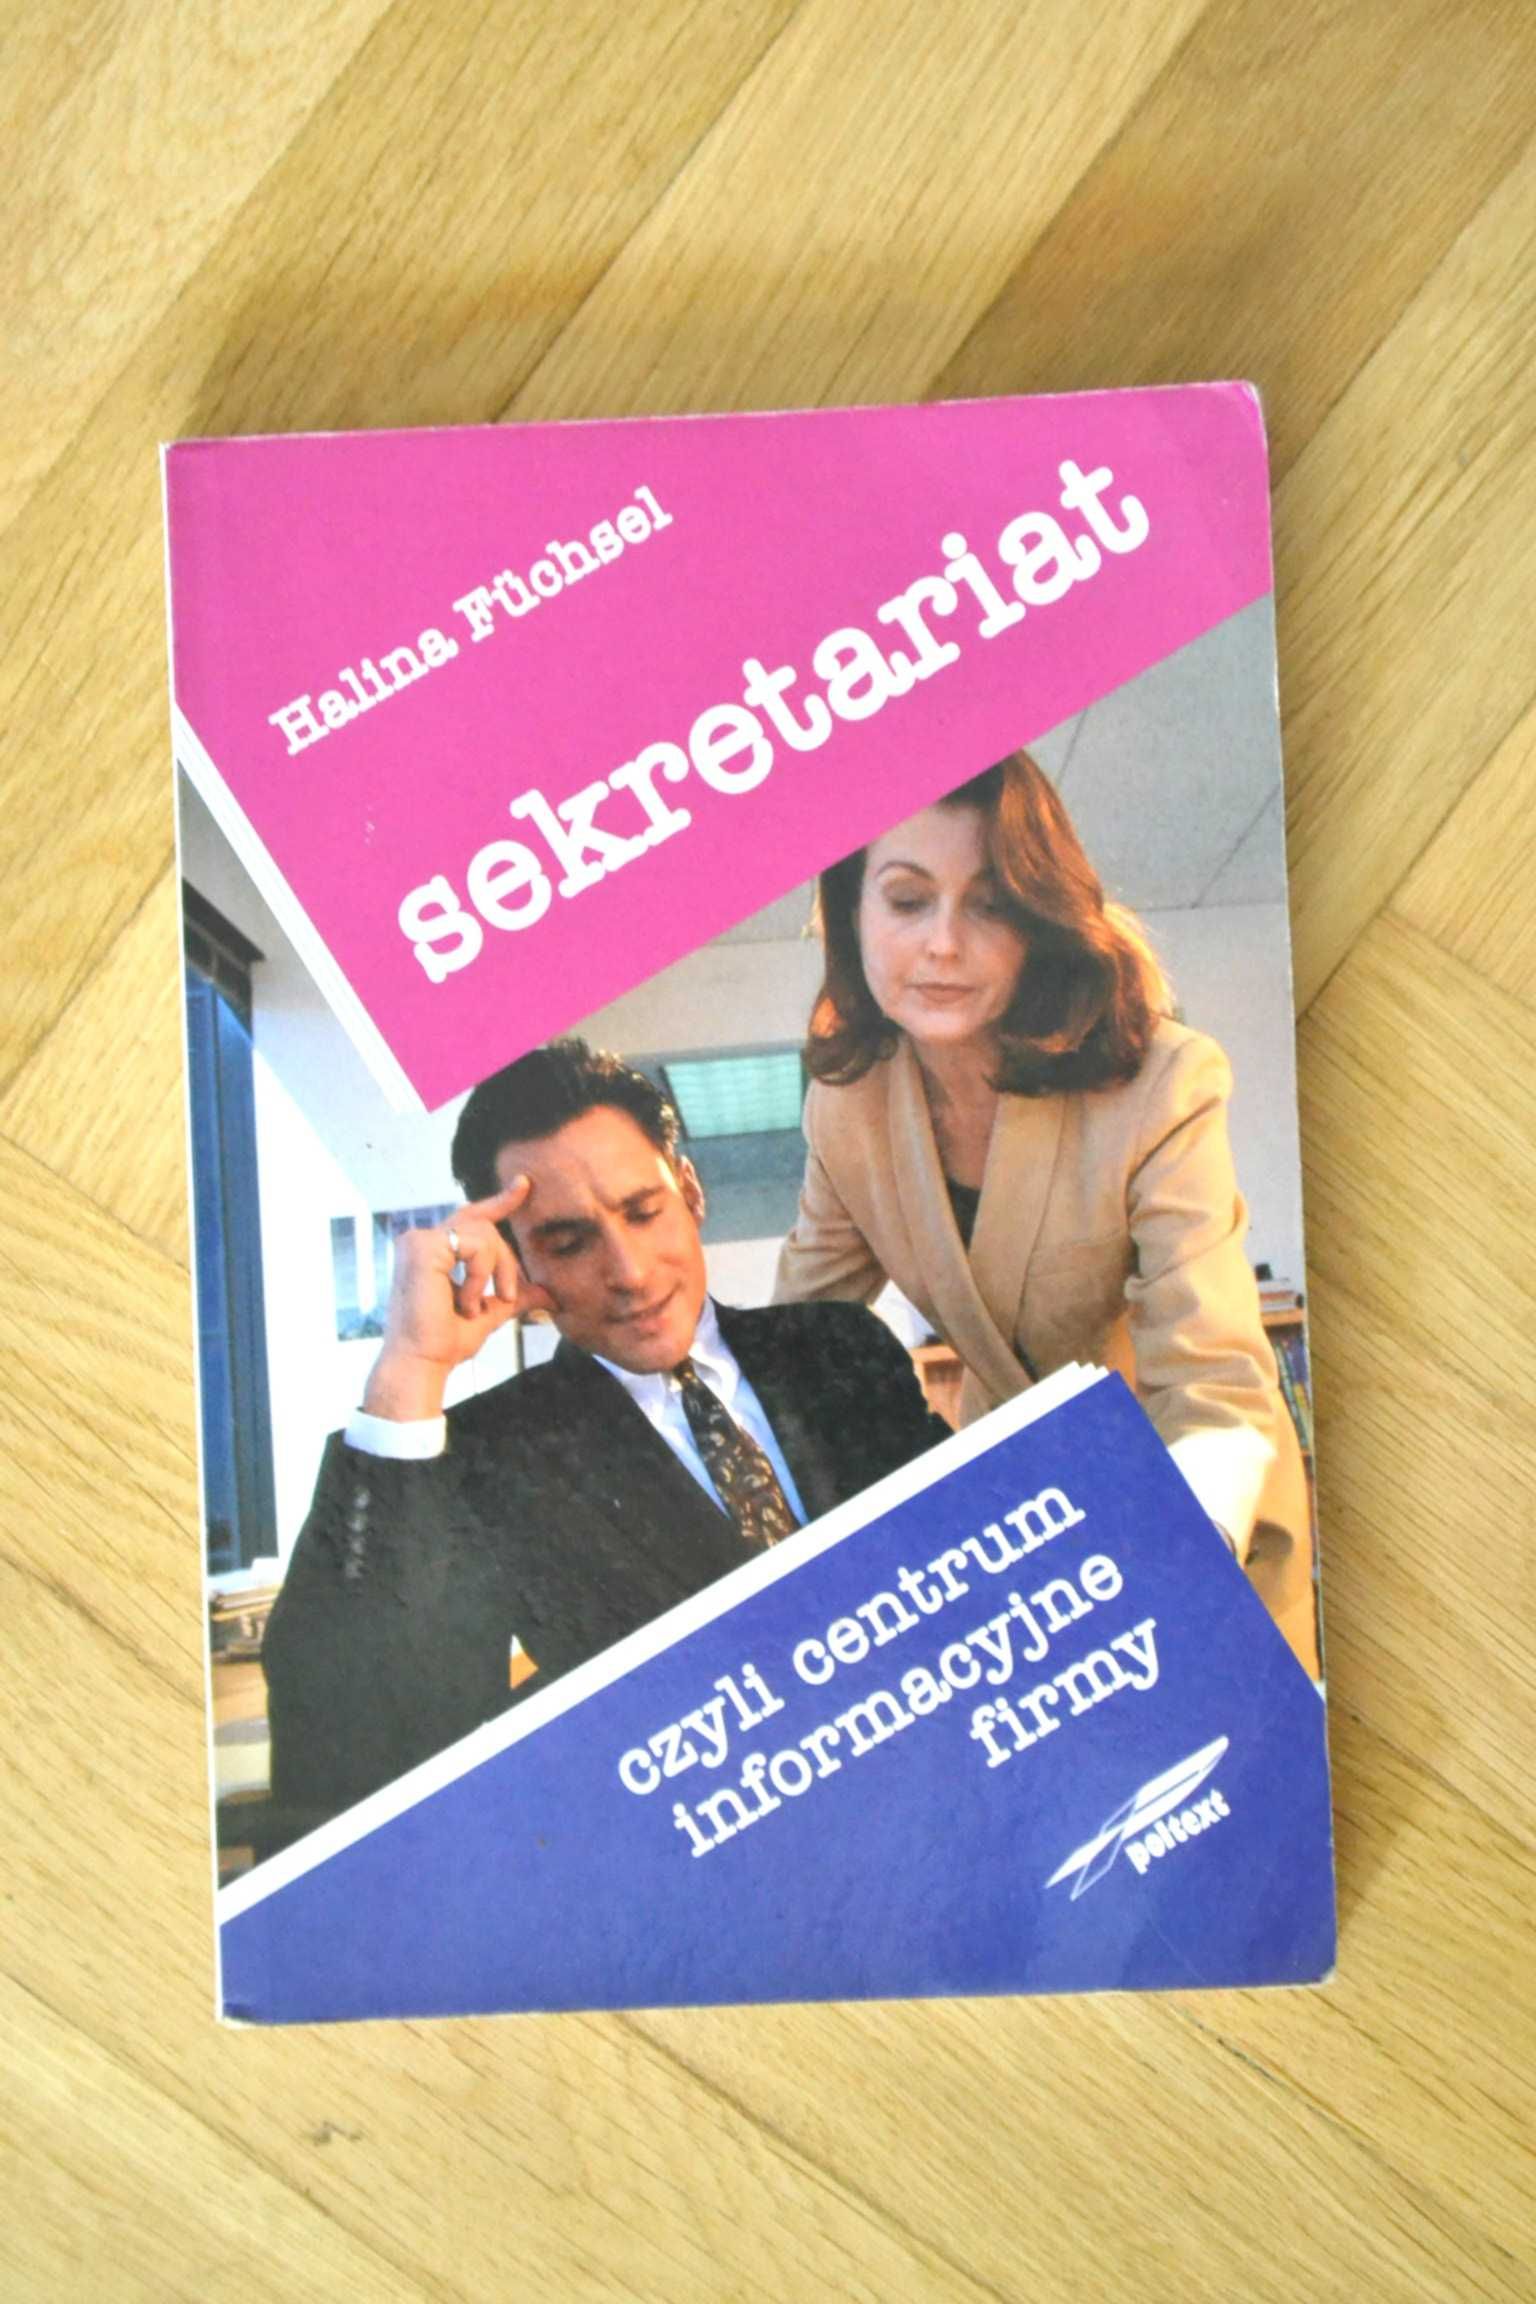 Halina Füchsel
sekretariat
czyli centrum
informacyjne
firmy
poltext